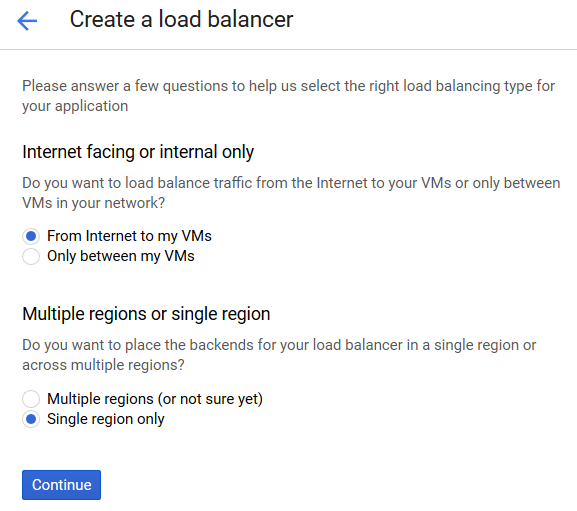 Create a load balancer
Please answer a few questions to help us select the right load balancing type for
your application
Internet facing or internal only
Do you want to load balance traffic from the Internet to your VMs or only between
VMs in your network?
From Internet to my VMs
Only between my VMs
Multiple regions or single region
Do you want to place the backends for your load balancer in a single region or
across multiple regions?
Multiple regions (or not sure yet)
Single region only
Continue